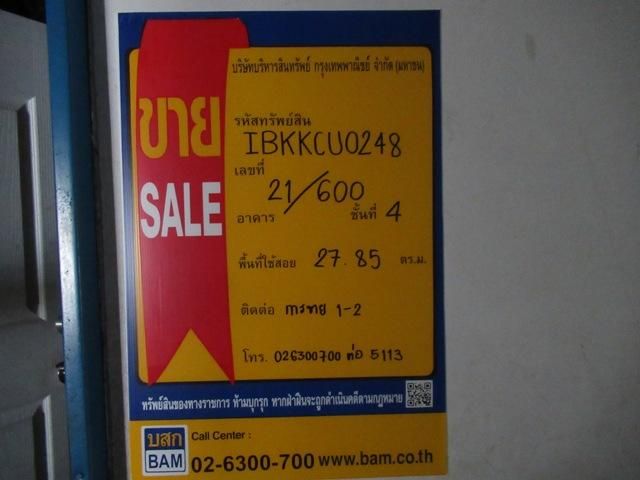 บริษัทบริหารสินทรัพย์ กรุงเทพพาณิชย์ จำกัด (มหาชน)
ขาย
SALE
รหัสทรัพย์สิน
IBKKCU0248
เลขที่
21/600
อาคาร ชั้นที่ 4
พื้นที่ใช้สอย 27.85 ตร.ม.
ติดต่อ การขาย 1-2
โทร. 026300700 ต่อ 5113
ทรัพย์สินของทางราชการ ห้ามบุกรุก หากฝ่าฝืนจะถูกดำเนินคดีตามกฎหมาย
บสก
BAM
Call Center :
02-6300-700 www.bam.co.th